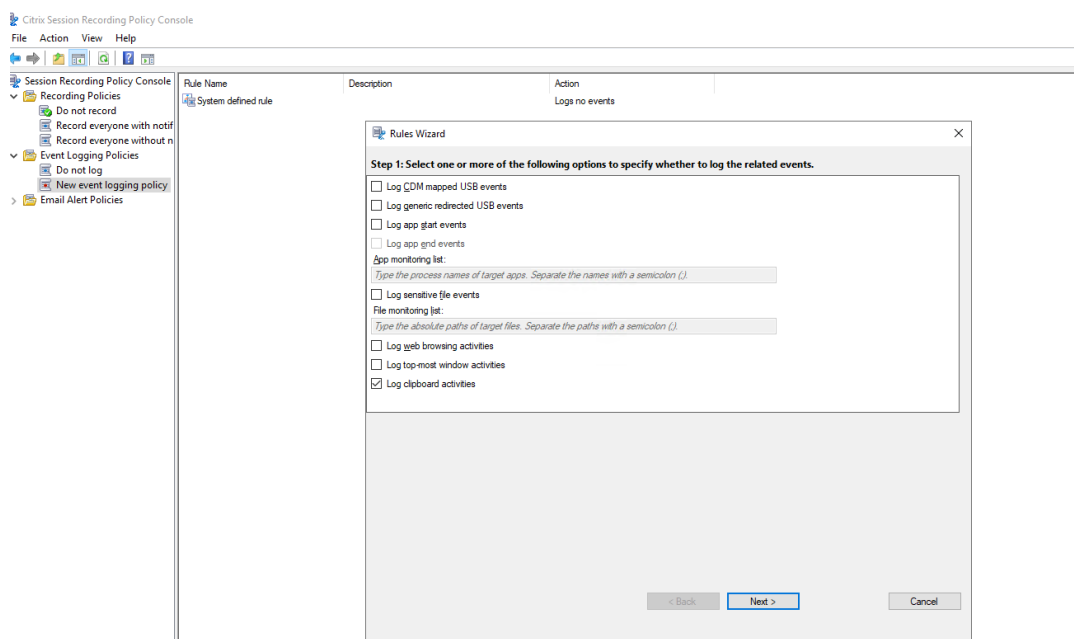 Citrix Session Recording Policy Console
File Action View Help
Session Recording Policy Console
Recording Policies
Do not record
Record everyone with notif
Record everyone without n
Event Logging Policies
Do not log
New event logging policy
Email Alert Policies
Rule Name Description Action
System defined rule Logs no events
Rules Wizard
Step 1: Select one or more of the following options to specify whether to log the related events.
Log CDM mapped USB events
Log generic redirected USB events
Log app start events
Log app end events
App monitoring list:
Type the process names of target apps. Separate the names with a semicolon (;).
Log sensitive file events
File monitoring list:
Type the absolute paths of target files. Separate the paths with a semicolon (;).
Log web browsing activities
Log top-most window activities
Log clipboard activities
< Back Next > Cancel